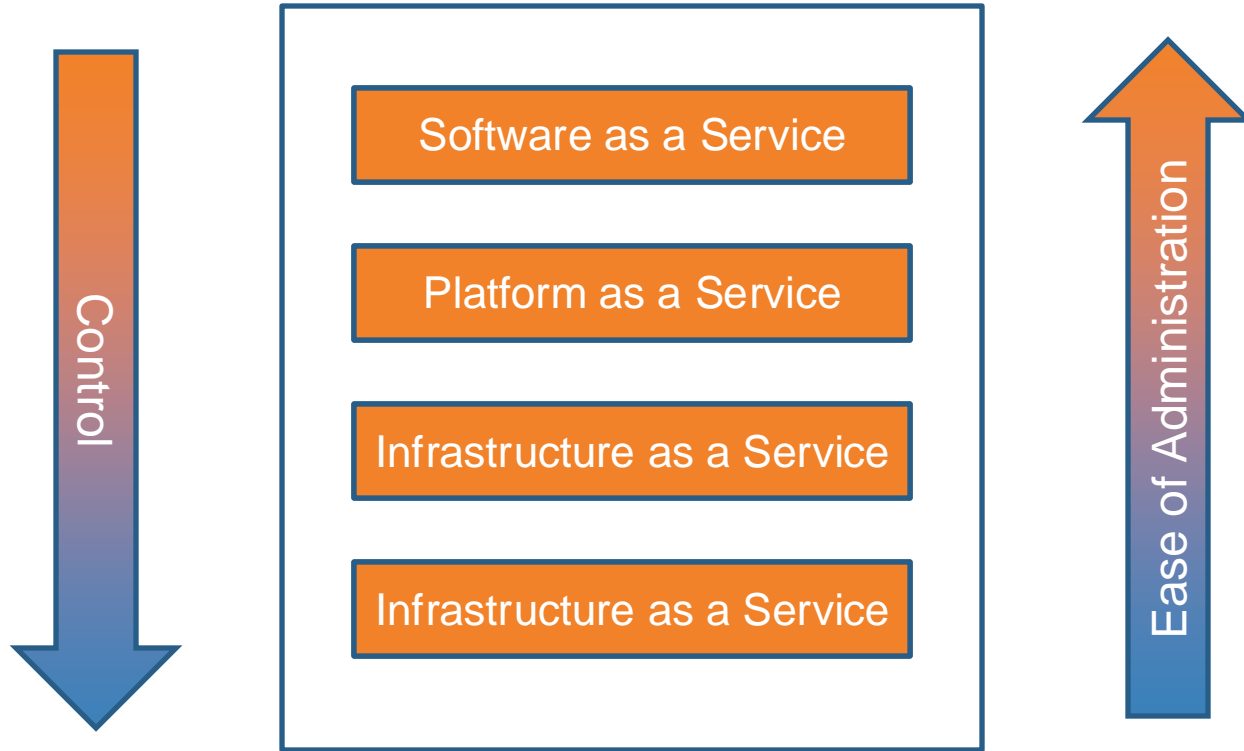 Control
Software as a Service
Platform as a Service
Infrastructure as a Service
Infrastructure as a Service
Ease of Administration